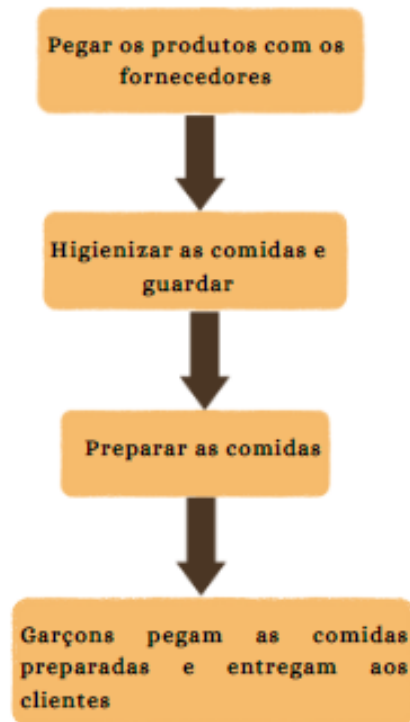 Pegar os produtos com os
fornecedores
Higienizar as comidas e
guardar
Preparar as comidas
Garçons pegam as comidas
preparadas e entregam aos
clientes